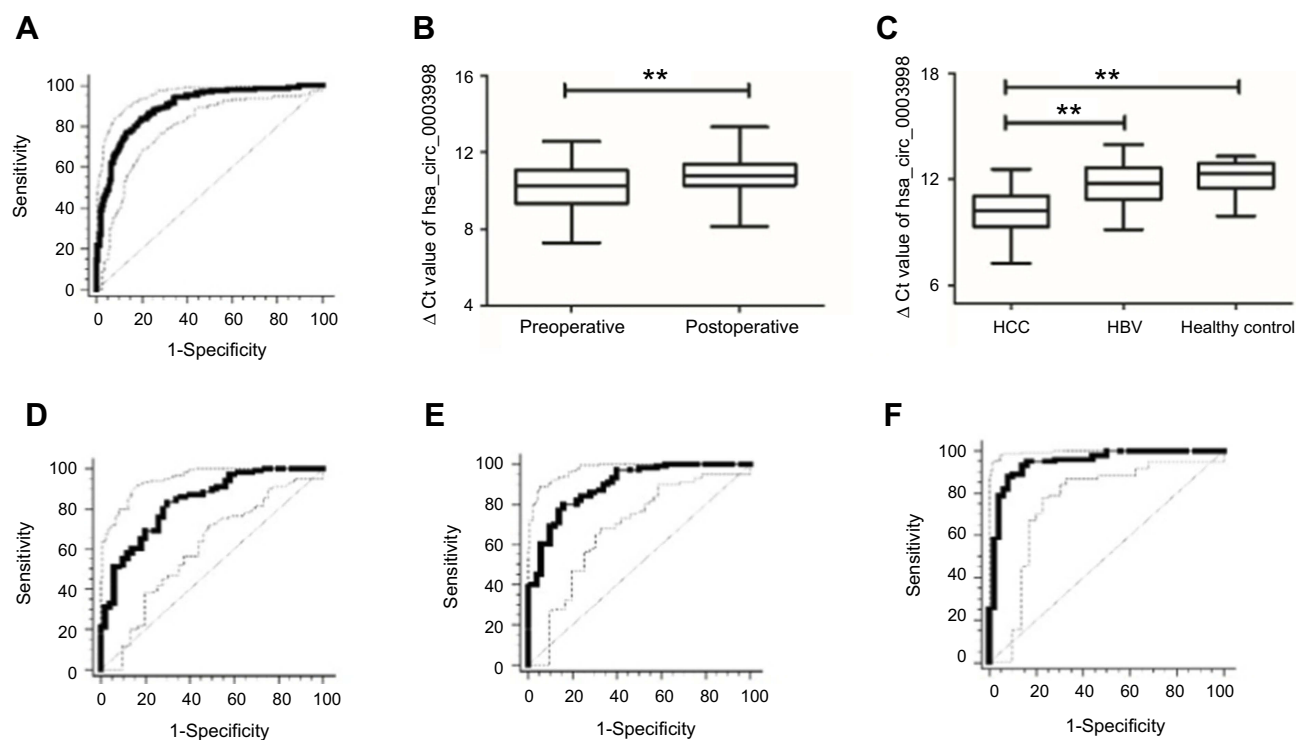 A
Sensitivity
100
80
60
40
20
0
0 20 40 60 80 100
1-Specificity
B
Δ Ct value of hsa_circ_0003998
16
12
8
4
**
Preoperative Postoperative
C
Δ Ct value of hsa_circ_0003998
18
12
6
**
**
HCC HBV Healthy control
D
Sensitivity
100
80
60
40
20
0
0 20 40 60 80 100
1-Specificity
E
Sensitivity
100
80
60
40
20
0
0 20 40 60 80 100
1-Specificity
F
Sensitivity
100
80
60
40
20
0
0 20 40 60 80 100
1-Specificity